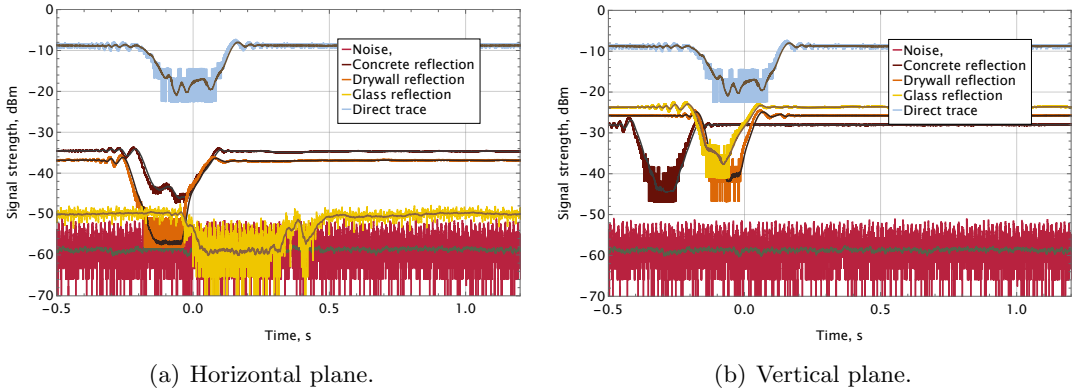 0
−10
−20
−30
−40
−50
−60
−70
−0.5
0.0
0.5
1.0
Signal strength, dBm
Time, s
Noise,
Concrete reflection
Drywall reflection
Glass reflection
Direct trace
(a) Horizontal plane.
0
−10
−20
−30
−40
−50
−60
−70
−0.5
0.0
0.5
1.0
Signal strength, dBm
Time, s
Noise,
Concrete reflection
Drywall reflection
Glass reflection
Direct trace
(b) Vertical plane.